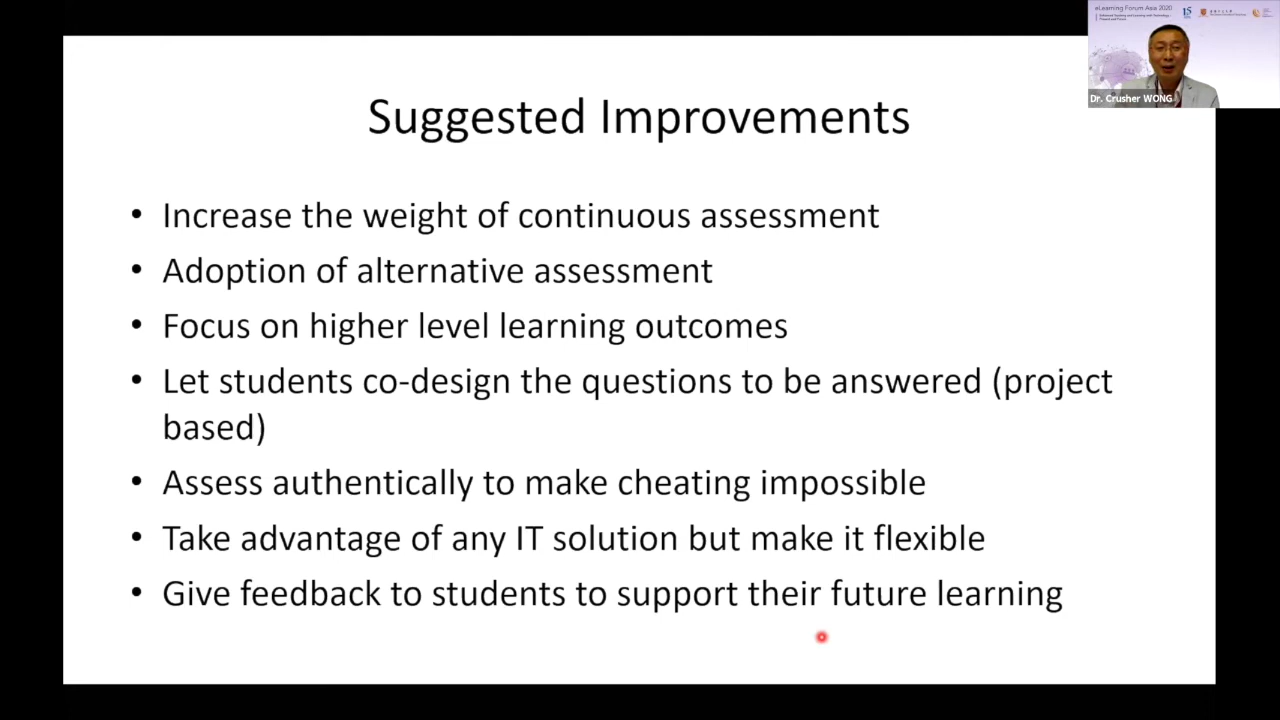 eLearning Forum Asia 2020
Dr. Crusher WONG
Suggested Improvements
• Increase the weight of continuous assessment
• Adoption of alternative assessment
• Focus on higher level learning outcomes
• Let students co-design the questions to be answered (project
based)
• Assess authentically to make cheating impossible
• Take advantage of any IT solution but make it flexible
• Give feedback to students to support their future learning